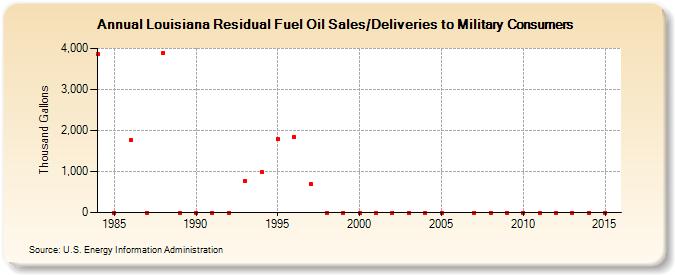 Annual Louisiana Residual Fuel Oil Sales/Deliveries to Military Consumers
Thousand Gallons
4,000
3,000
2,000
1,000
0
1985 1990 1995 2000 2005 2010 2015
Source: U.S. Energy Information Administration